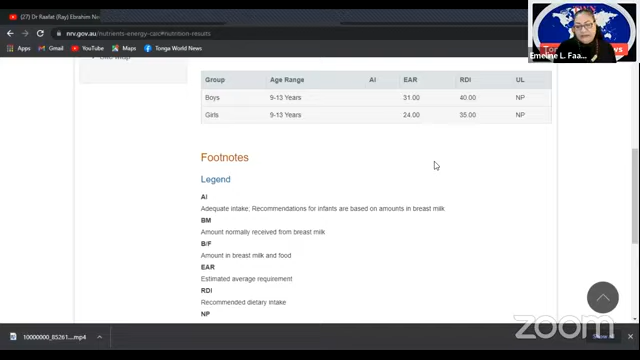 (27) Dr Raafat (Ray) Ebrahim Ne
nrv.gov.au/nutrients-energy-cpc#nutrition-results
Apps
Gmail
YouTube
Maps
Tonga World News
Group Age Range AI EAR RDI UL
Boys 9-13 Years 31.00 40.00 NP
Girls 9-13 Years 24.00 35.00 NP
Footnotes
Legend
AI
Adequate intake; Recommendations for infants are based on amounts in breast milk
BM
Amount normally received from breast milk
B/F
Amount in breast milk and food
EAR
Estimated average requirement
RDI
Recommended dietary intake
NP
Emeline L. Faa...
10000000_85261....mp4
Show all
zoom